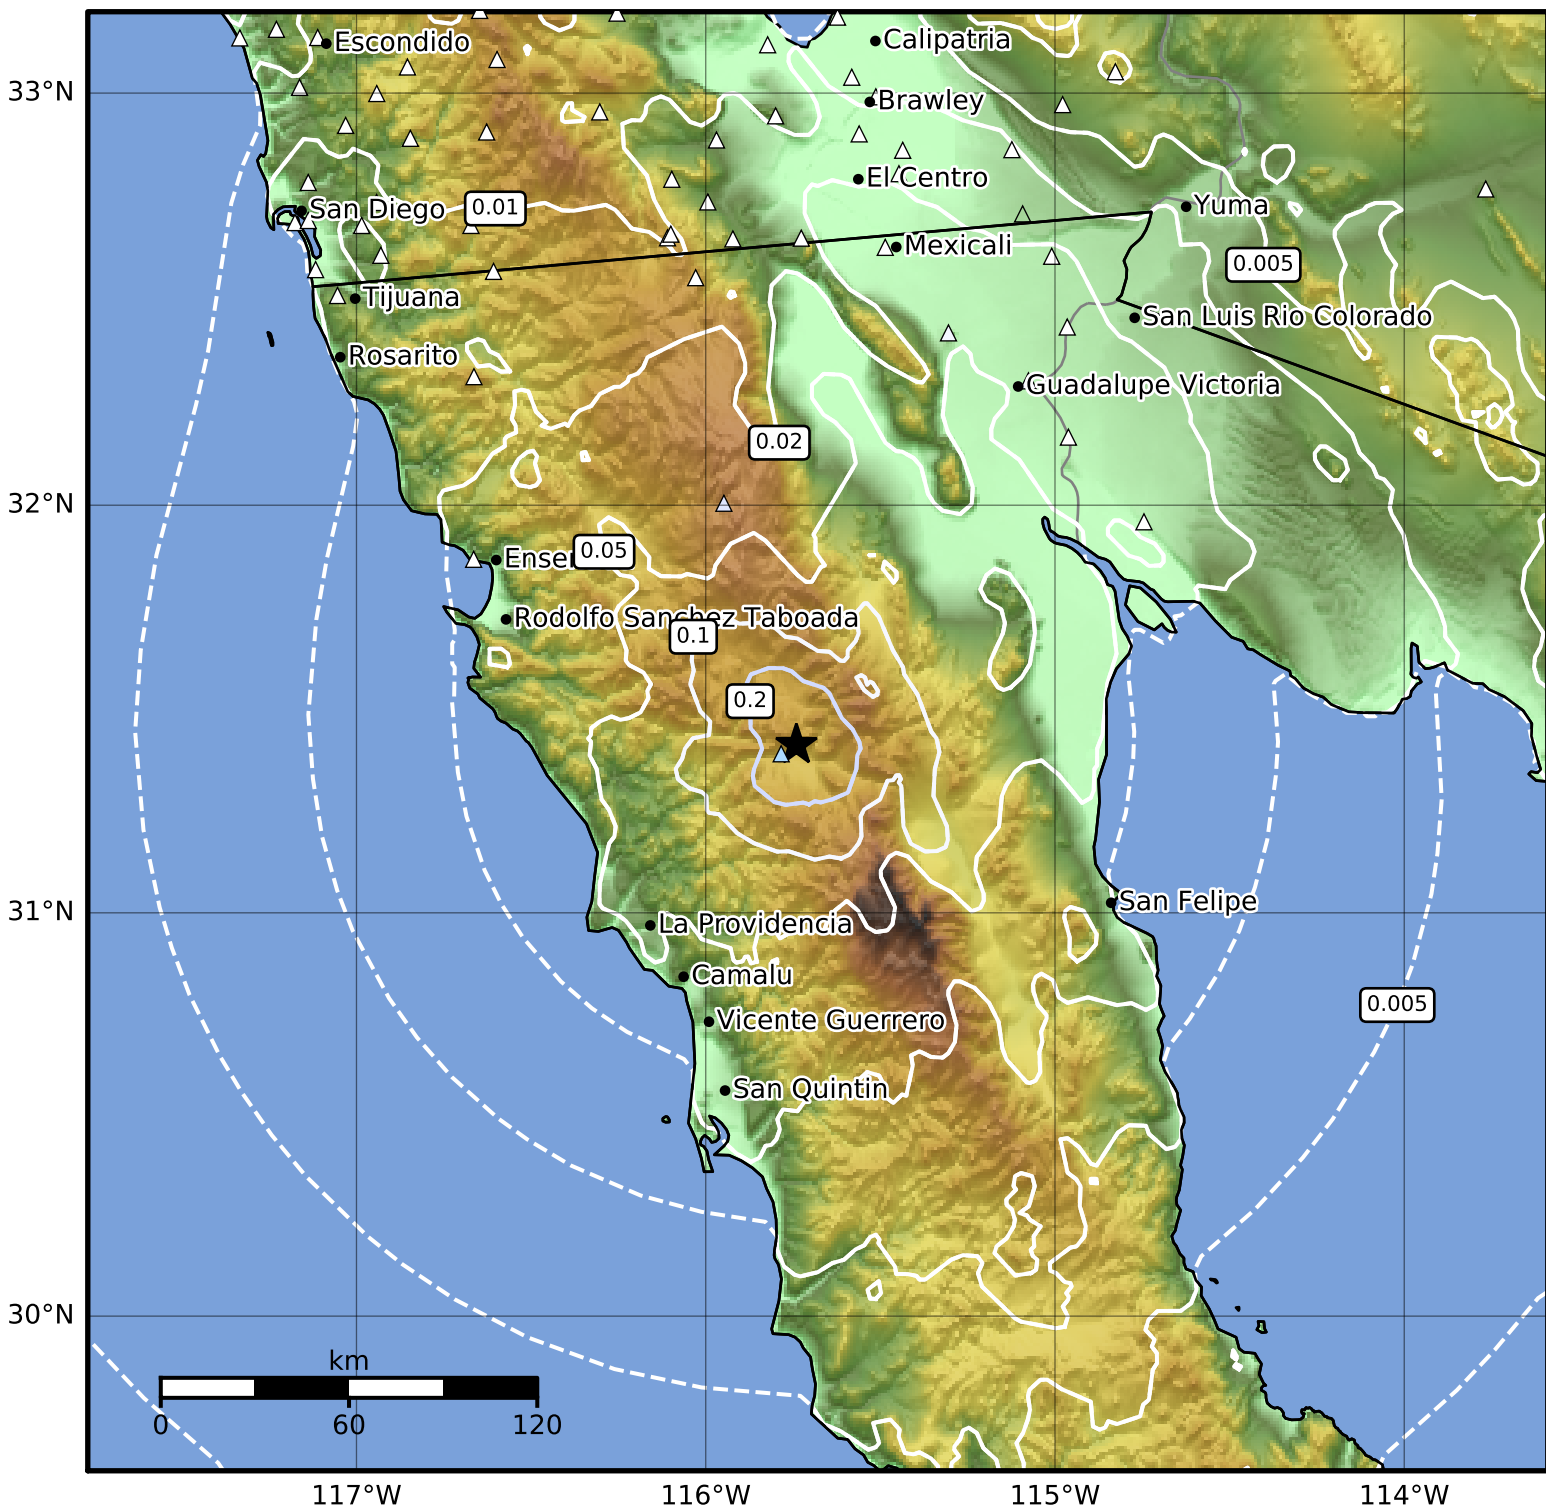 Escondido
Calipatria
33°N
Brawley
El Centro
San Diego
0.01
Yuma
Mexicali
0.005
Tijuana
San Luis Rio Colorado
Rosarito
Guadalupe Victoria
0.02
32°N
Ensen
0.05
Rodolfo Sanchez Taboada
0.1
0.2
31°N
San Felipe
La Providencia
Camalu
0.005
Vicente Guerrero
San Quintin
30°N
km
0 60 120
117°W 116°W 115°W 114°W